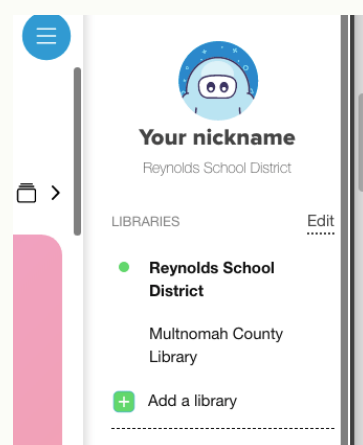 Your nickname
Reynolds School District
LIBRARIES
Edit
Reynolds School
District
Multnomah County
Library
Add a library